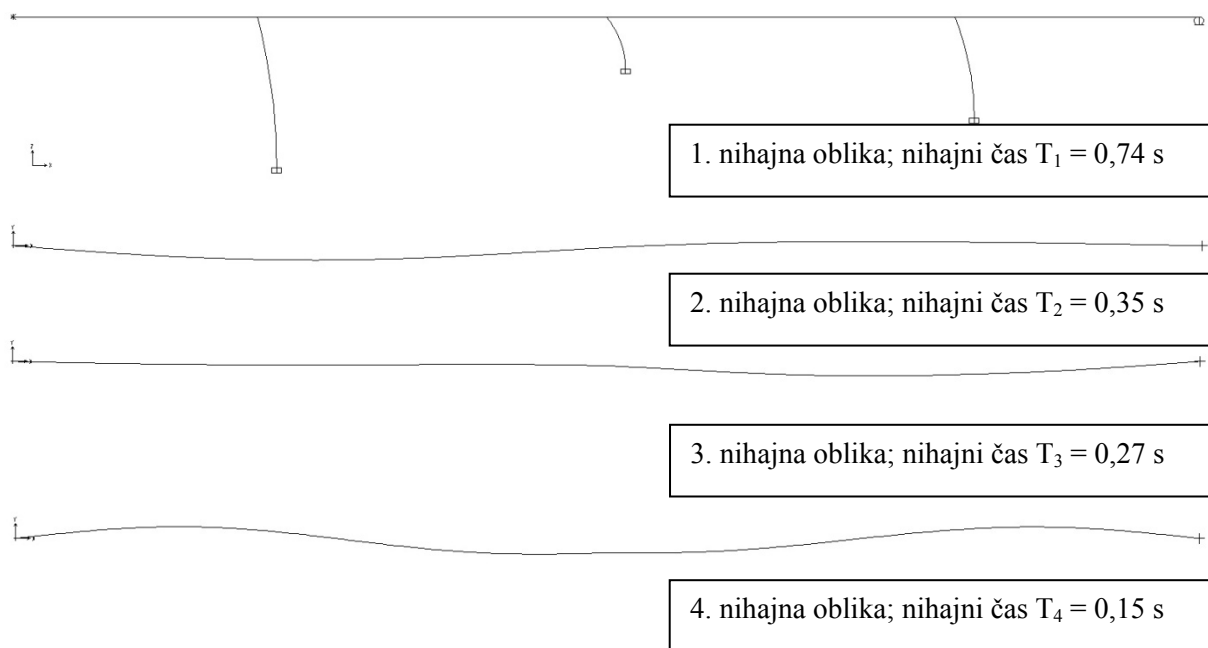 1. nihajna oblika; nihajni čas T₁ = 0,74 s
2. nihajna oblika; nihajni čas T₂ = 0,35 s
3. nihajna oblika; nihajni čas T₃ = 0,27 s
4. nihajna oblika; nihajni čas T₄ = 0,15 s